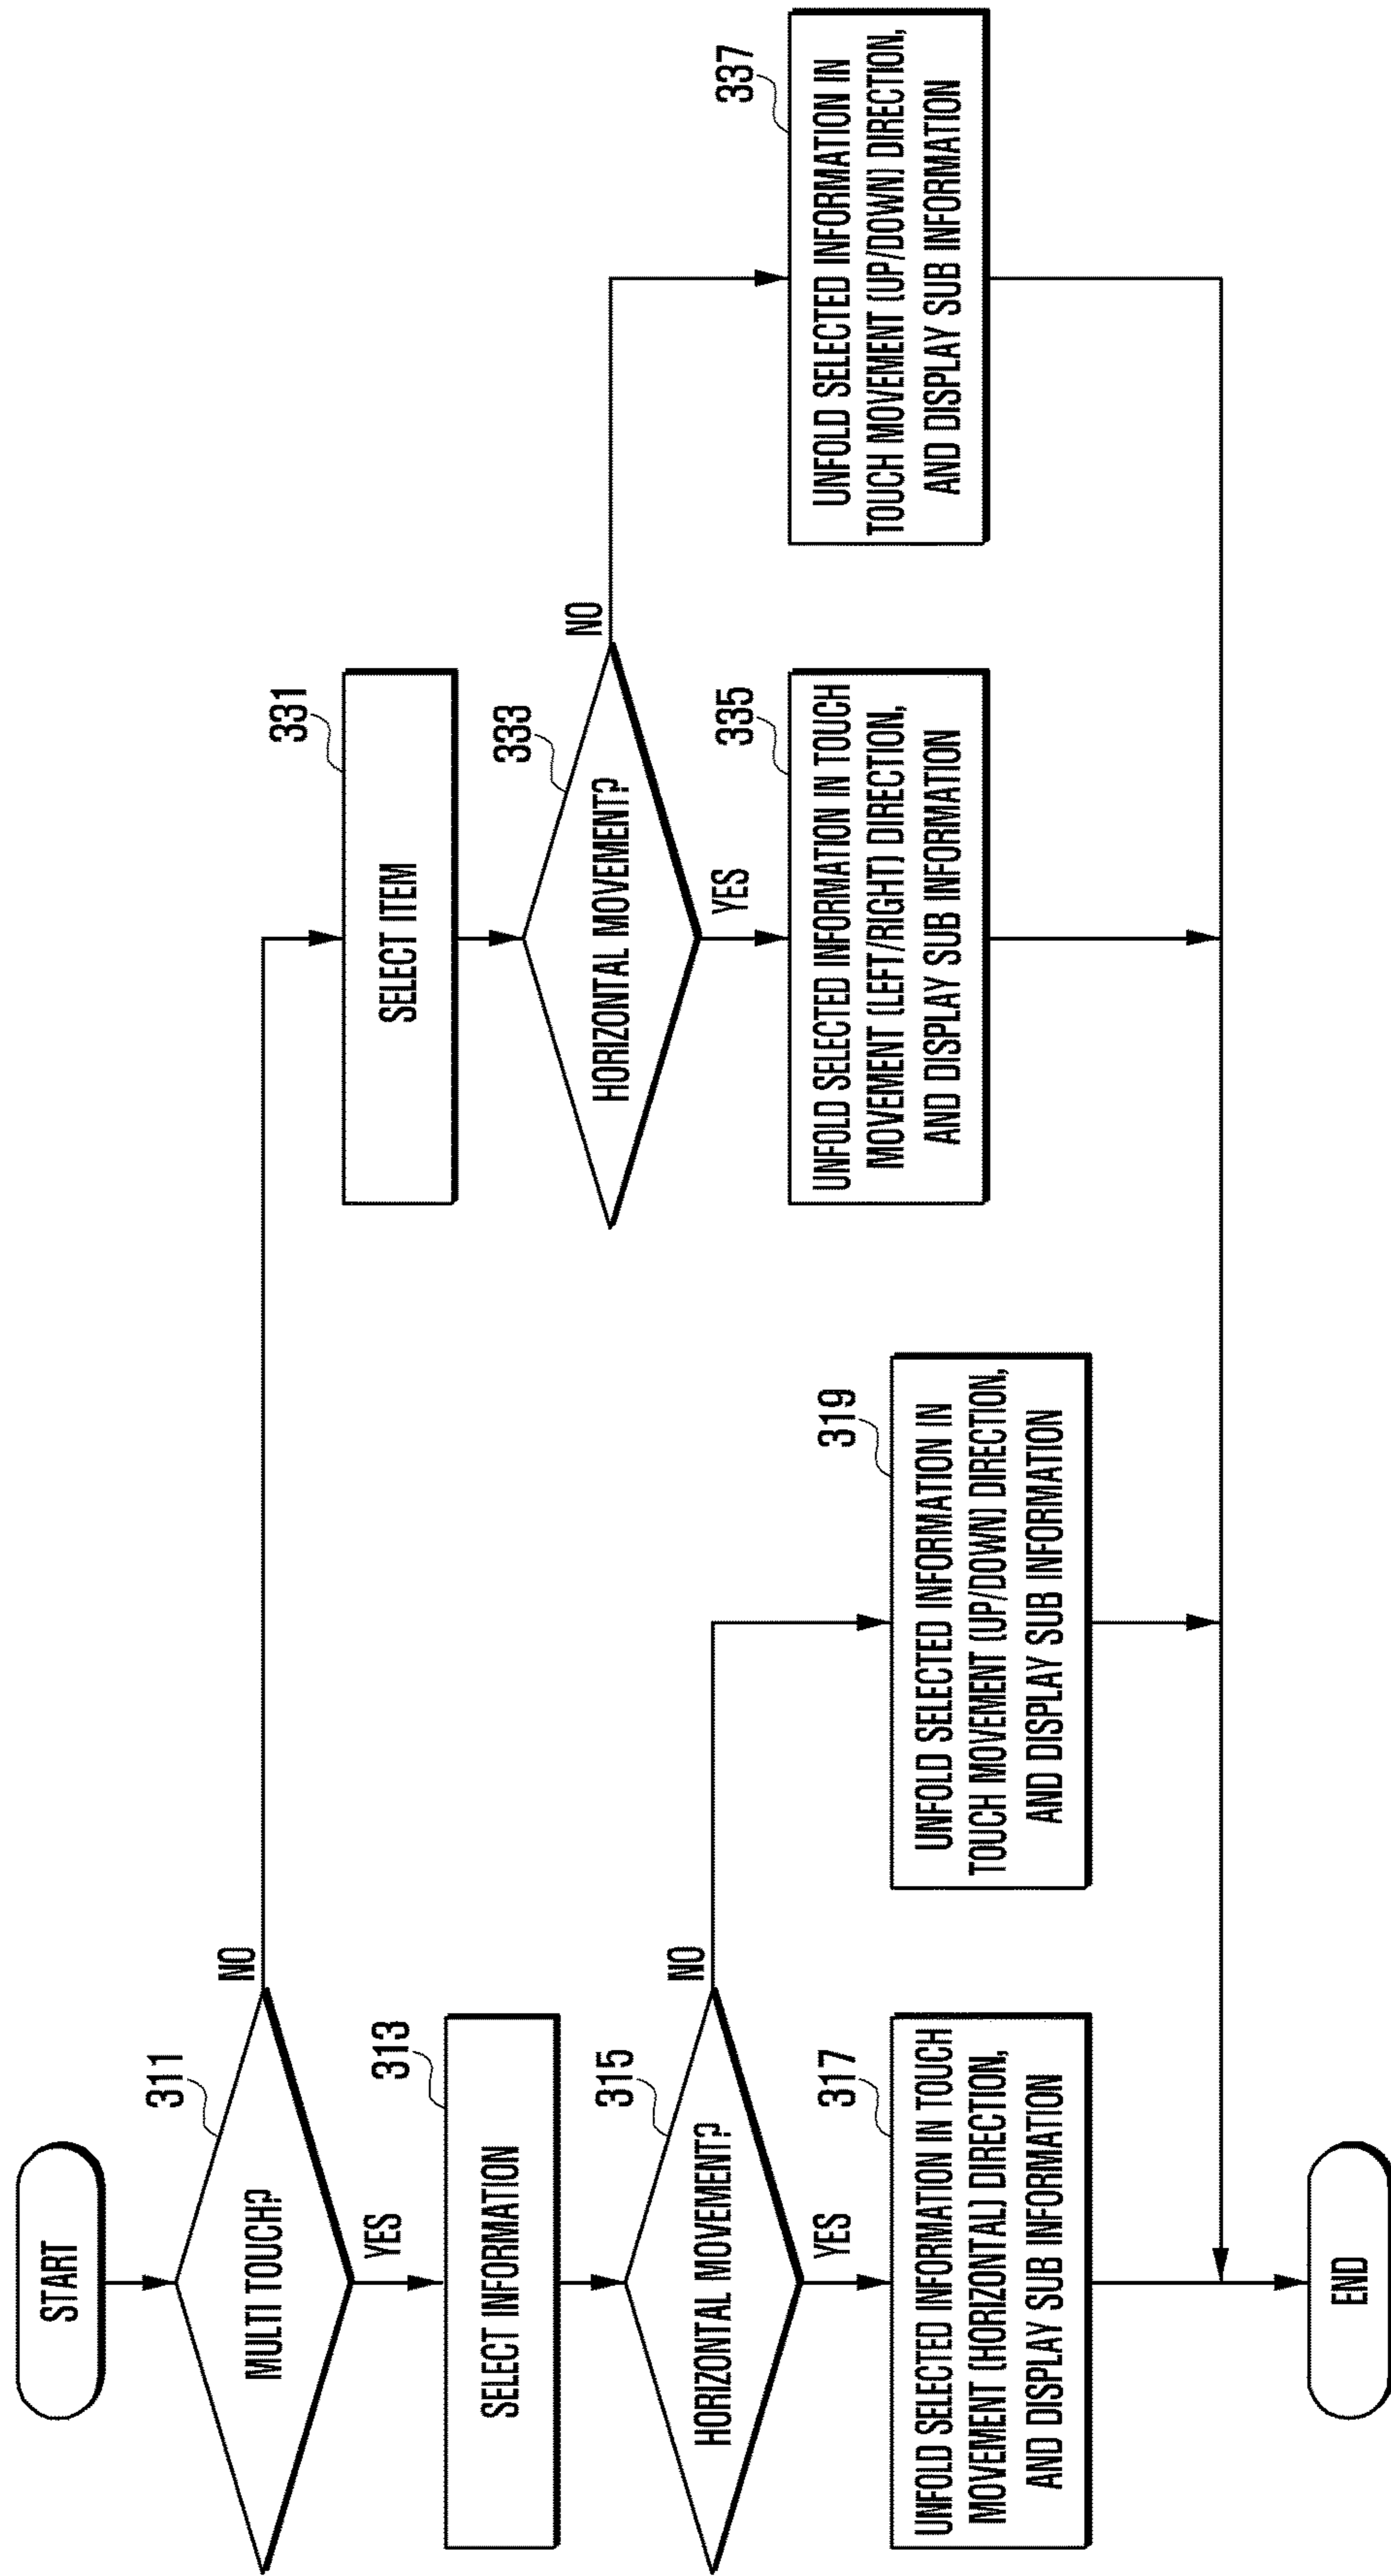 START
311
MULTI TOUCH?
NO
YES
313
SELECT INFORMATION
315
HORIZONTAL MOVEMENT?
NO
YES
317
UNFOLD SELECTED INFORMATION IN TOUCH
MOVEMENT (HORIZONTAL) DIRECTION,
AND DISPLAY SUB INFORMATION
319
UNFOLD SELECTED INFORMATION IN
TOUCH MOVEMENT (UP/DOWN) DIRECTION,
AND DISPLAY SUB INFORMATION
331
SELECT ITEM
333
HORIZONTAL MOVEMENT?
NO
YES
335
UNFOLD SELECTED INFORMATION IN TOUCH
MOVEMENT (LEFT/RIGHT) DIRECTION,
AND DISPLAY SUB INFORMATION
337
UNFOLD SELECTED INFORMATION IN
TOUCH MOVEMENT (UP/DOWN) DIRECTION,
AND DISPLAY SUB INFORMATION
END